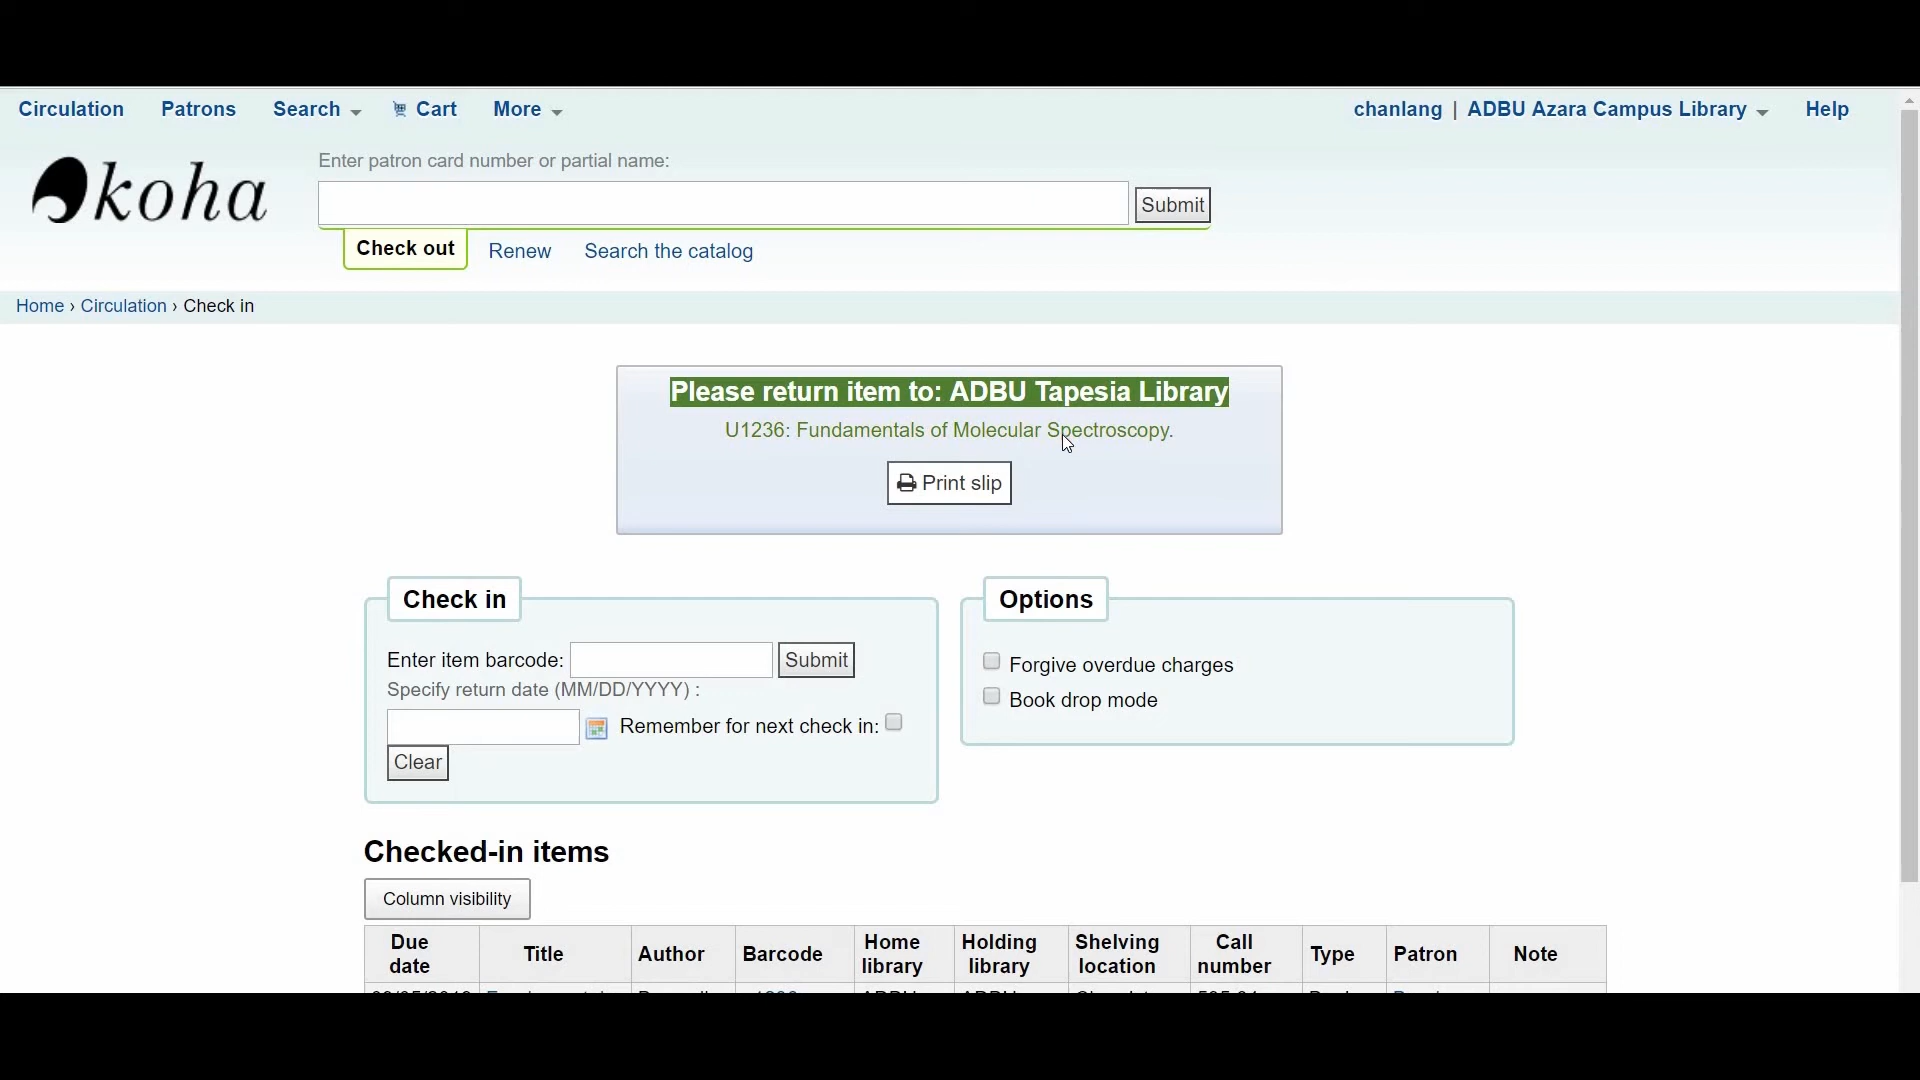 Circulation Patrons Search Cart More chanlang | ADBU Azara Campus Library Help
Enter patron card number or partial name:
koha
Submit
Check out Renew Search the catalog
Home › Circulation › Check in
Please return item to: ADBU Tapesia Library
U1236: Fundamentals of Molecular Spectroscopy.
Print slip
Check in
Enter item barcode: Submit
Specify return date (MM/DD/YYYY) :
Remember for next check in:
Clear
Options
Forgive overdue charges
Book drop mode
Checked-in items
Column visibility
Due date Title Author Barcode Home library Holding library Shelving location Call number Type Patron Note